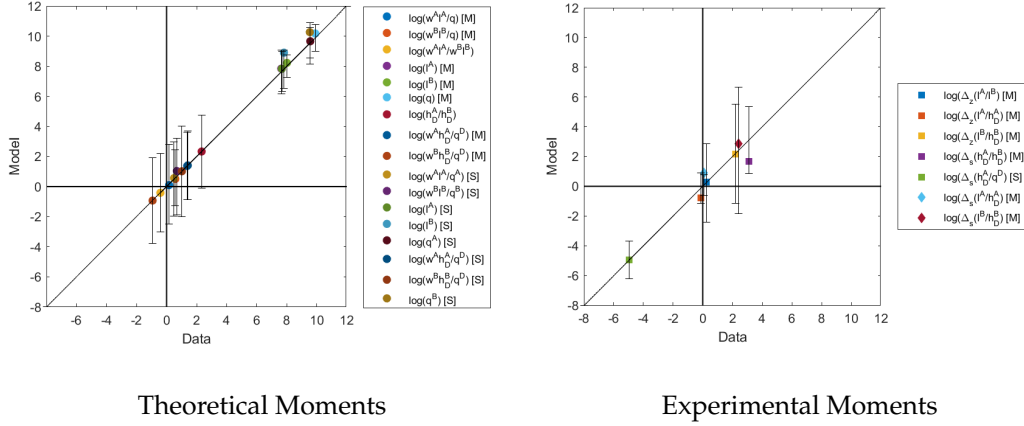 12
10
8
6
4
2
0
-2
-4
-6
-8
Model
-6 -4 -2 0 2 4 6 8 10 12
Data
log(w^A l^A/q) [M]
log(w^B l^B/q) [M]
log(w^A l^A/w^B l^B)
log(l^A) [M]
log(l^B) [M]
log(q) [M]
log(h_D^A/h_D^B)
log(w^A h_D^A/q^D) [M]
log(w^B h_D^B/q^D) [M]
log(w^A l^A/q^A) [S]
log(w^B l^B/q^B) [S]
log(l^A) [S]
log(l^B) [S]
log(q^A) [S]
log(w^A h_D^A/q^D) [S]
log(w^B h_D^B/q^D) [S]
log(q^B) [S]
Theoretical Moments
12
10
8
6
4
2
0
-2
-4
-6
-8
Model
-6 -4 -2 0 2 4 6 8 10 12
Data
log(Δ_z(l^A/l^B) [M]
log(Δ_z(l^A/h_D^A) [M]
log(Δ_z(l^B/h_D^B) [M]
log(Δ_s(h_D^A/h_D^B) [M]
log(Δ_s(h_D^A/q^D) [S]
log(Δ_s(l^A/h_D^A) [M]
log(Δ_s(l^B/h_D^B) [M]
Experimental Moments